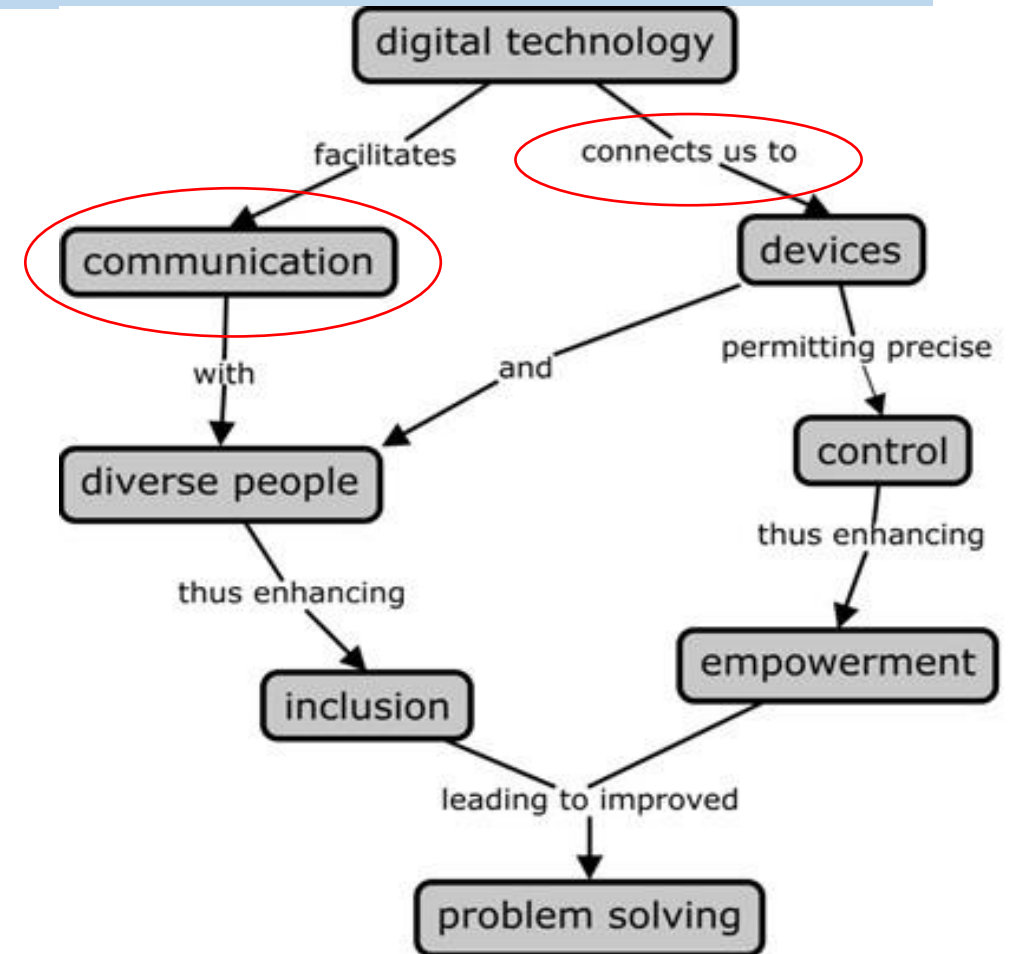 digital technology
facilitates
connects us to
communication
devices
permitting precise
with
and
control
diverse people
thus enhancing
thus enhancing
empowerment
inclusion
leading to improved
problem solving